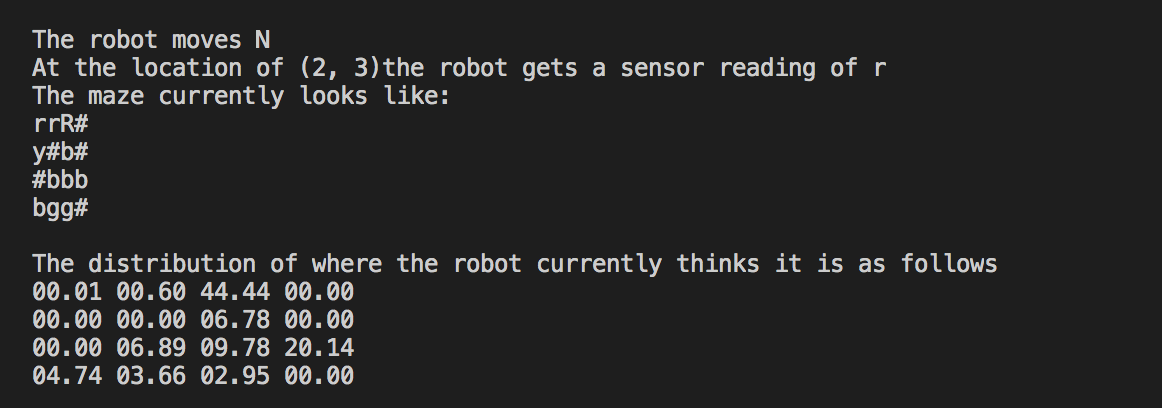 The robot moves N
At the location of (2, 3)the robot gets a sensor reading of r
The maze currently looks like:
rrR#
y#b#
#bbb
bgg#
The distribution of where the robot currently thinks it is as follows
00.01 00.60 44.44 00.00
00.00 00.00 06.78 00.00
00.00 06.89 09.78 20.14
04.74 03.66 02.95 00.00